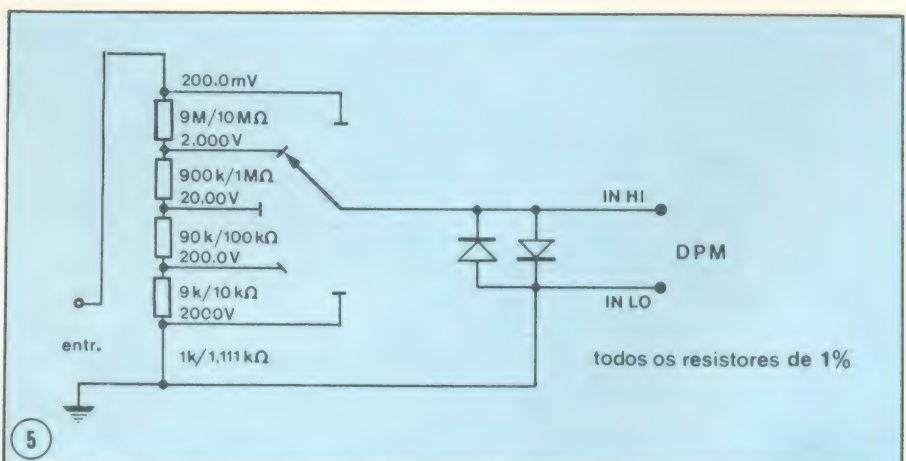 200.0mV
9M/10MΩ
2.000V
900k/1MΩ
20,00V
90k/100kΩ
200.0V
9k/10kΩ
2000V
1k/1,111kΩ
entr.
IN HI
DPM
IN LO
todos os resistores de 1%
5